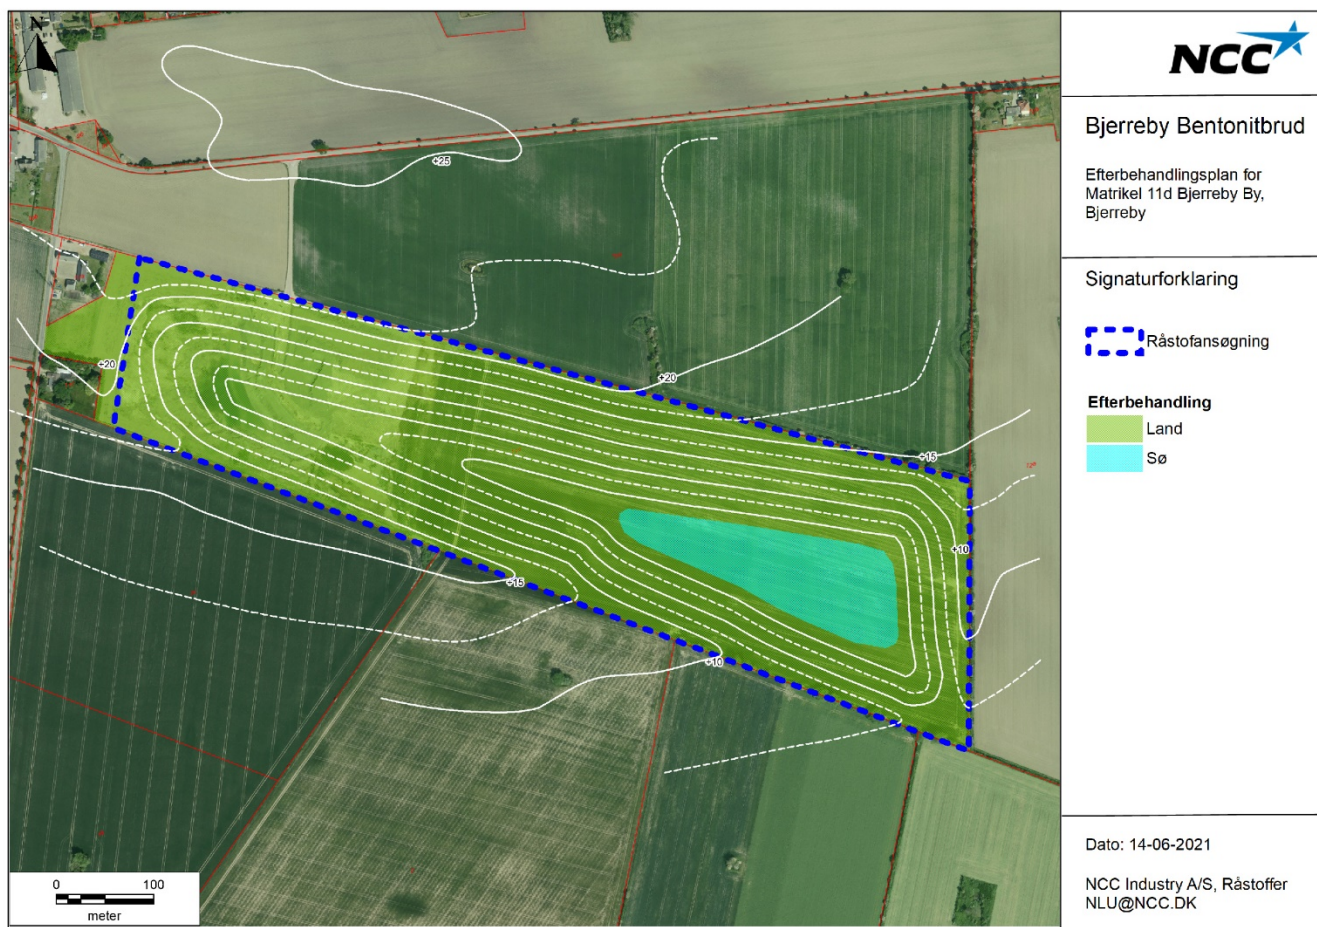 N
+25
+20
+20
+15
+10
+15
+10
0 100
meter
NCC
Bjerreby Bentonitbrud
Efterbehandlingsplan for
Matrikel 11d Bjerreby By,
Bjerreby
Signaturforklaring
Råstofansøgning
Efterbehandling
Land
Sø
Dato: 14-06-2021
NCC Industry A/S, Råstoffer
NLU@NCC.DK